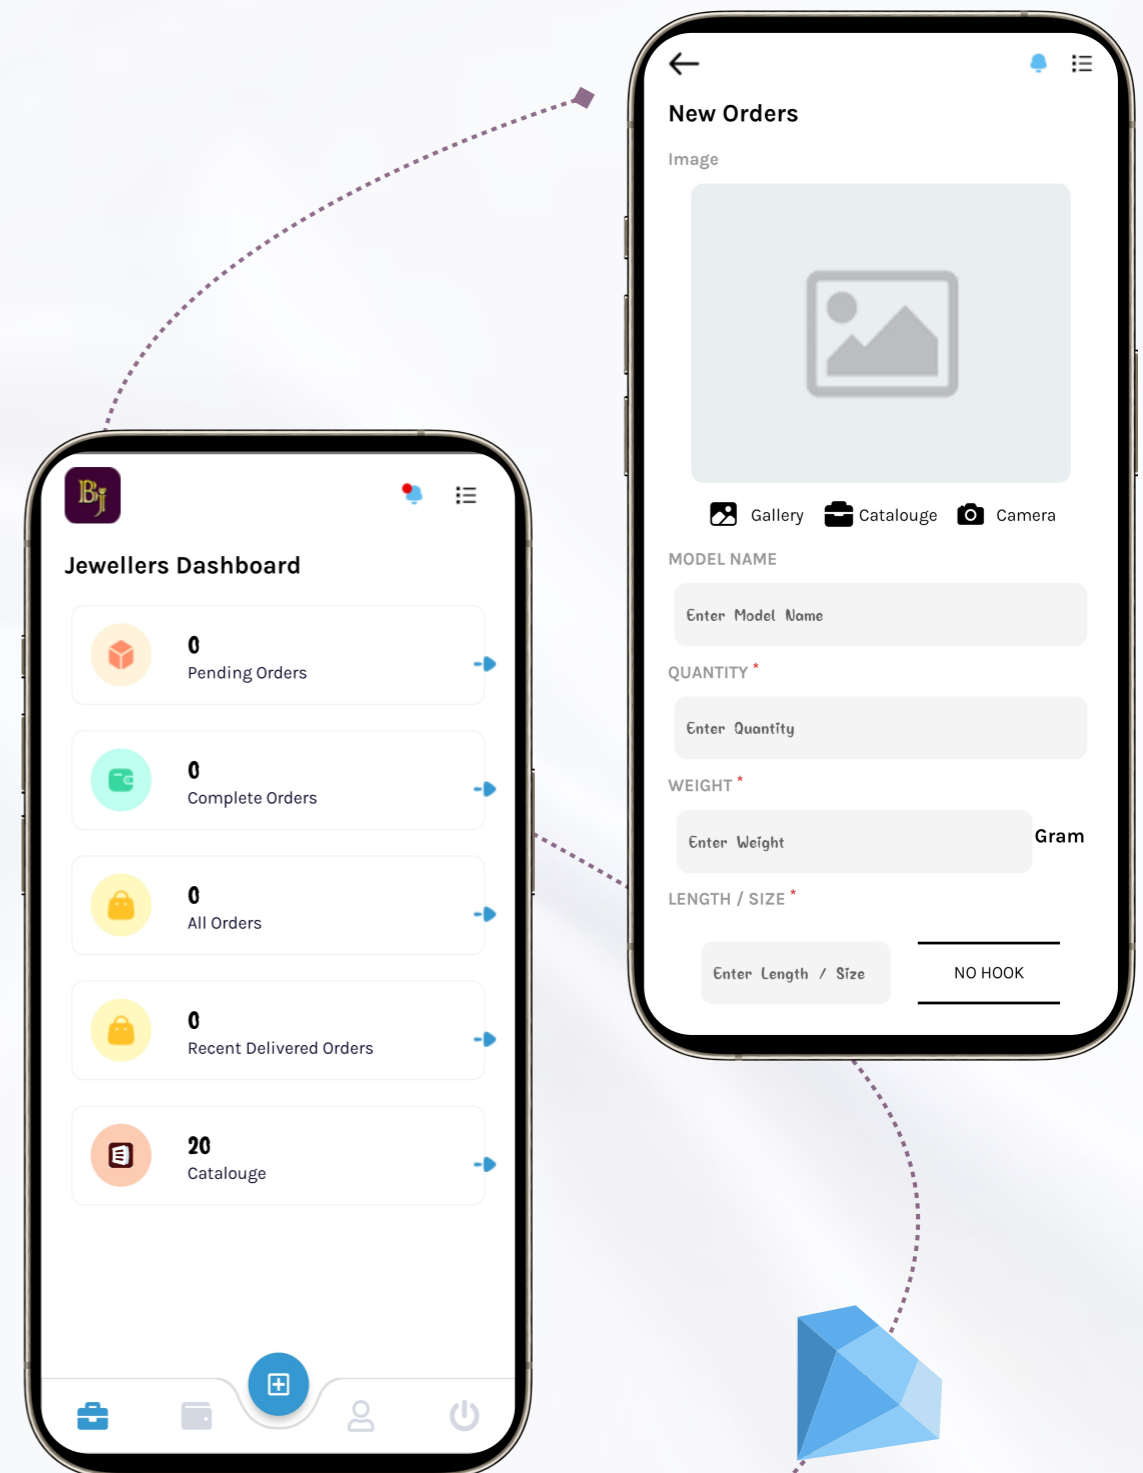 Bj
Jewellers Dashboard
0
Pending Orders
0
Complete Orders
0
All Orders
0
Recent Delivered Orders
20
Catalouge
New Orders
Image
Gallery Catalouge Camera
MODEL NAME
Enter Model Name
QUANTITY *
Enter Quantity
WEIGHT *
Enter Weight Gram
LENGTH / SIZE *
Enter Length / Size NO HOOK